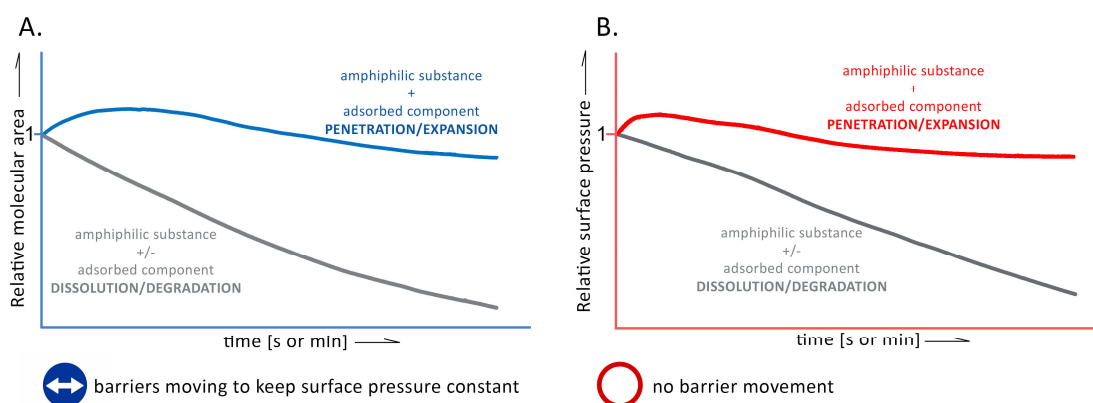 A.
Relative molecular area
1
amphiphilic substance
+
adsorbed component
PENETRATION/EXPANSION
amphiphilic substance
+/-
adsorbed component
DISSOLUTION/DEGRADATION
time [s or min]
barriers moving to keep surface pressure constant
B.
Relative surface pressure
1
amphiphilic substance
+
adsorbed component
PENETRATION/EXPANSION
amphiphilic substance
+/-
adsorbed component
DISSOLUTION/DEGRADATION
time [s or min]
no barrier movement